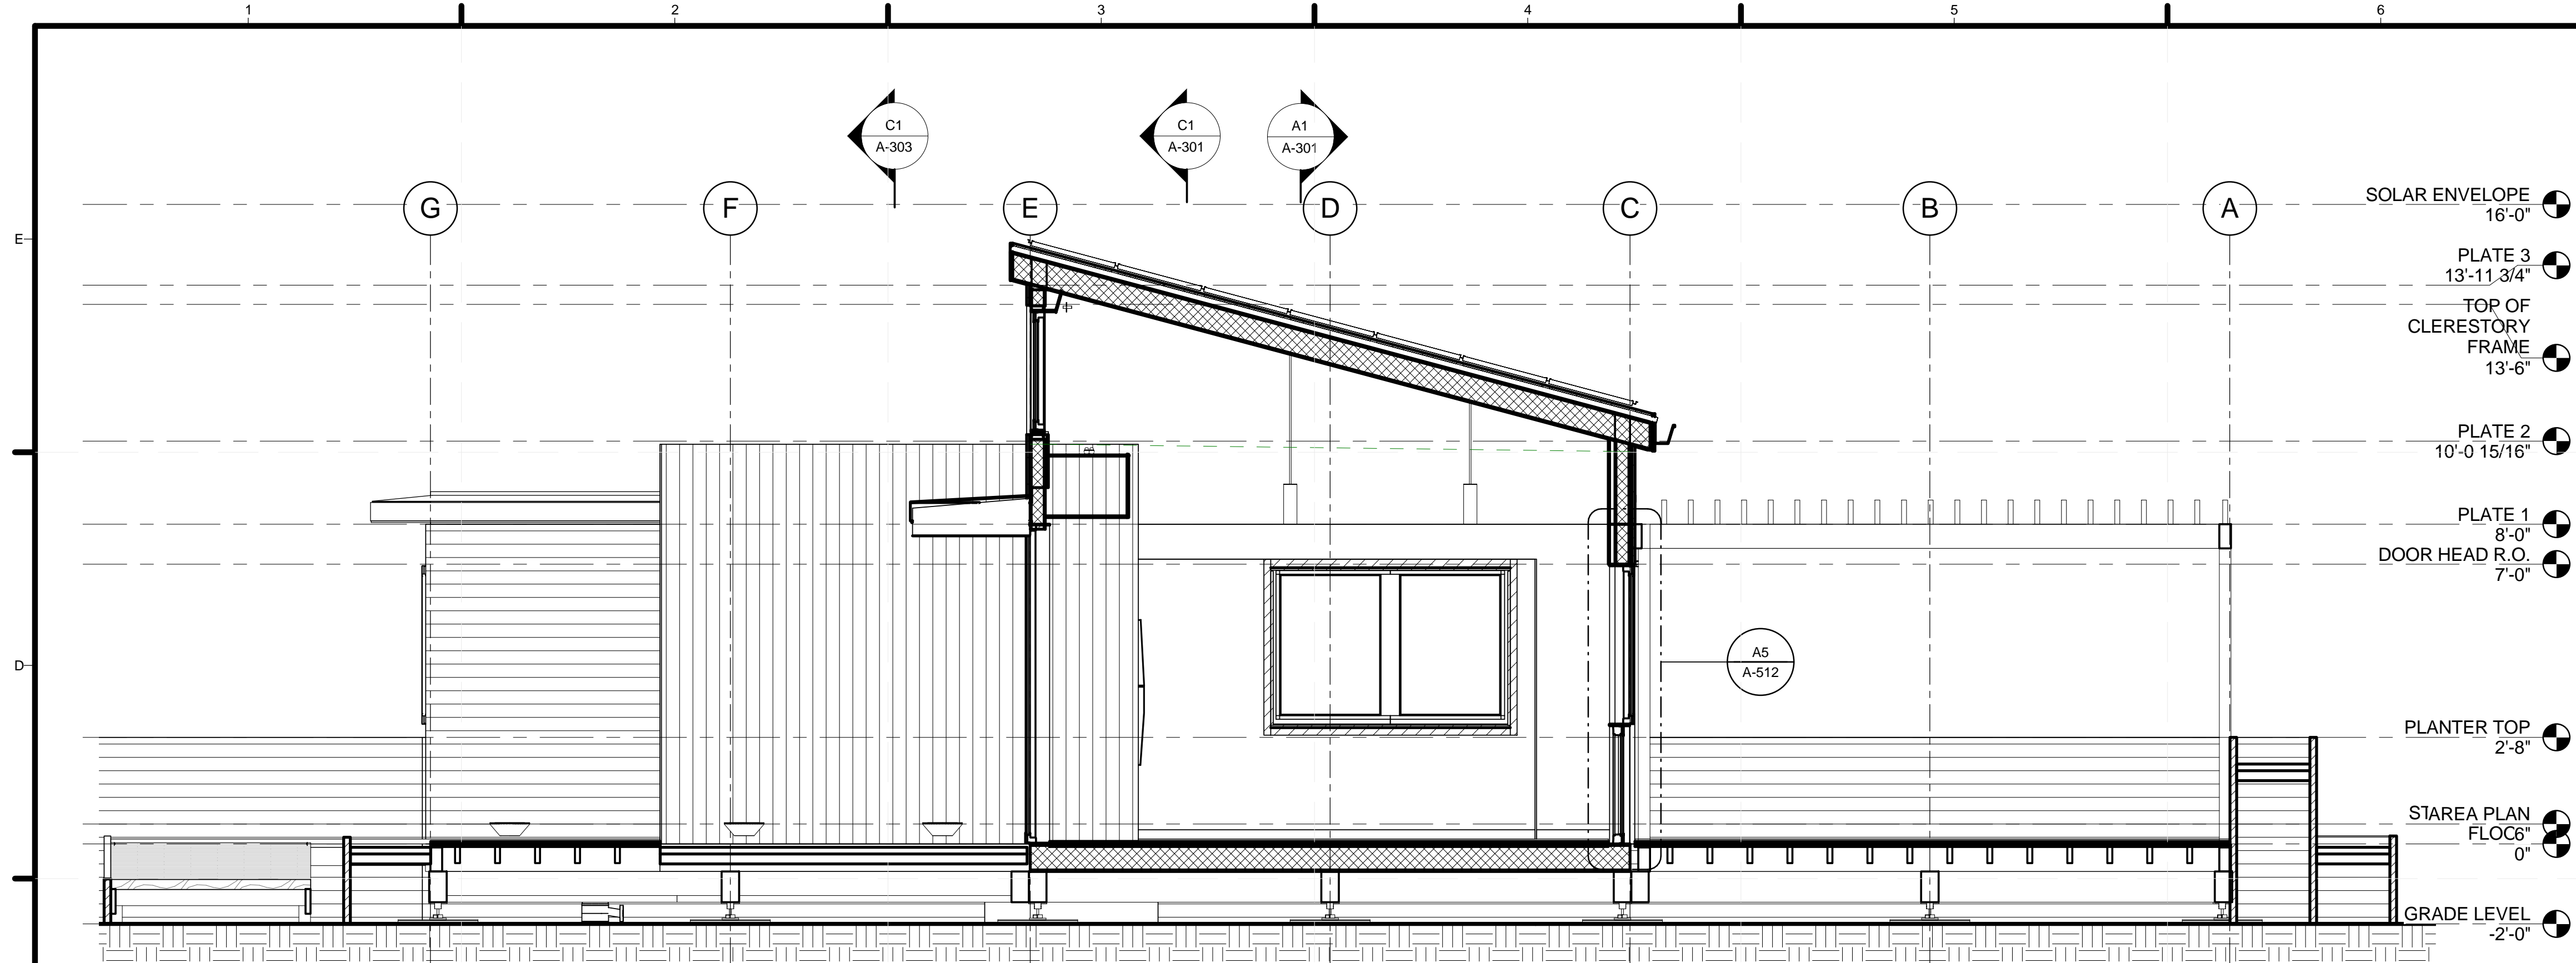 1 2 3 4 5 6
C1 C1 A1
A-303 A-301 A-301
G F E D C B A
SOLAR ENVELOPE
16'-0"
E
PLATE 3
13'-11 3/4"
TOP OF
CLERESTORY
FRAME
13'-6"
PLATE 2
10'-0 15/16"
PLATE 1
8'-0"
DOOR HEAD R.O.
7'-0"
D
A5
A-512
PLANTER TOP
2'-8"
AREA PLAN
6"
0"
GRADE LEVEL
-2'-0"